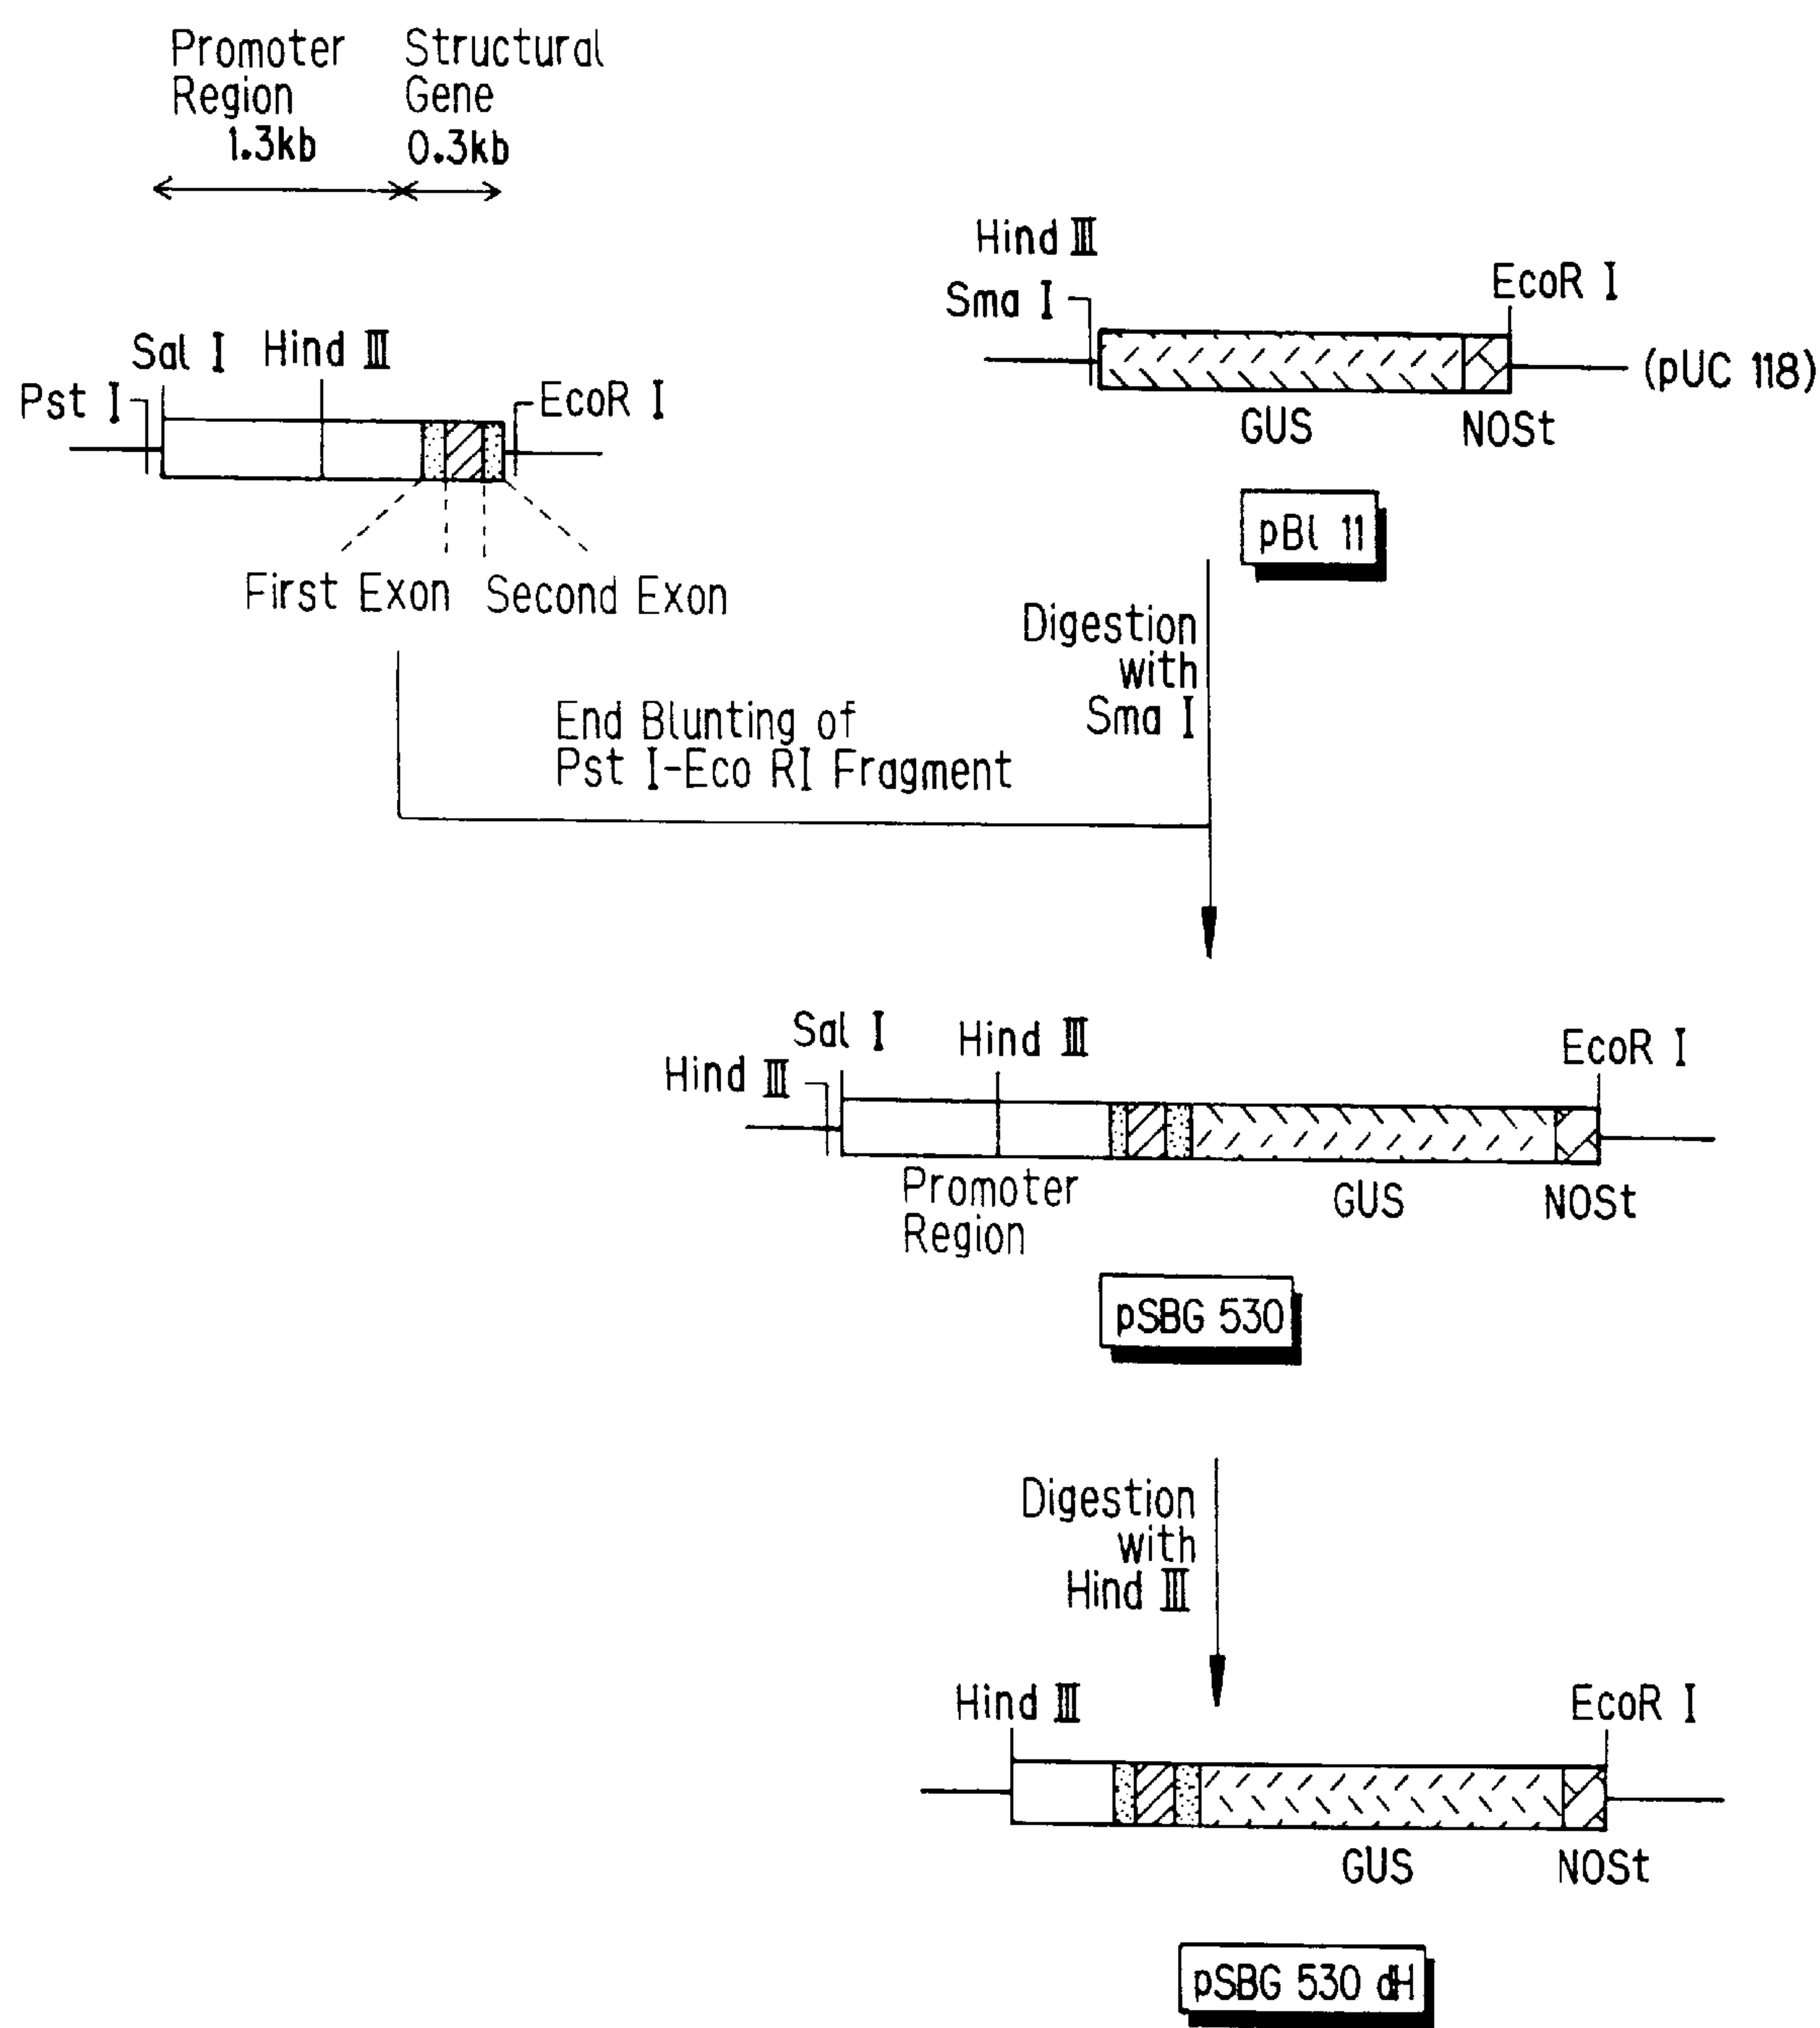 Promoter
Region
1.3kb
Structural
Gene
0.3kb
Hind III
Sma I
EcoR I
(pUC 118)
GUS
NOSt
pBl 11
Sal I
Hind III
Pst I
EcoR I
First Exon
Second Exon
Digestion
with
Sma I
End Blunting of
Pst I-Eco RI Fragment
Sal I
Hind III
Hind III
EcoR I
Promoter
Region
GUS
NOSt
pSBG 530
Digestion
with
Hind III
Hind III
EcoR I
GUS
NOSt
pSBG 530 dH